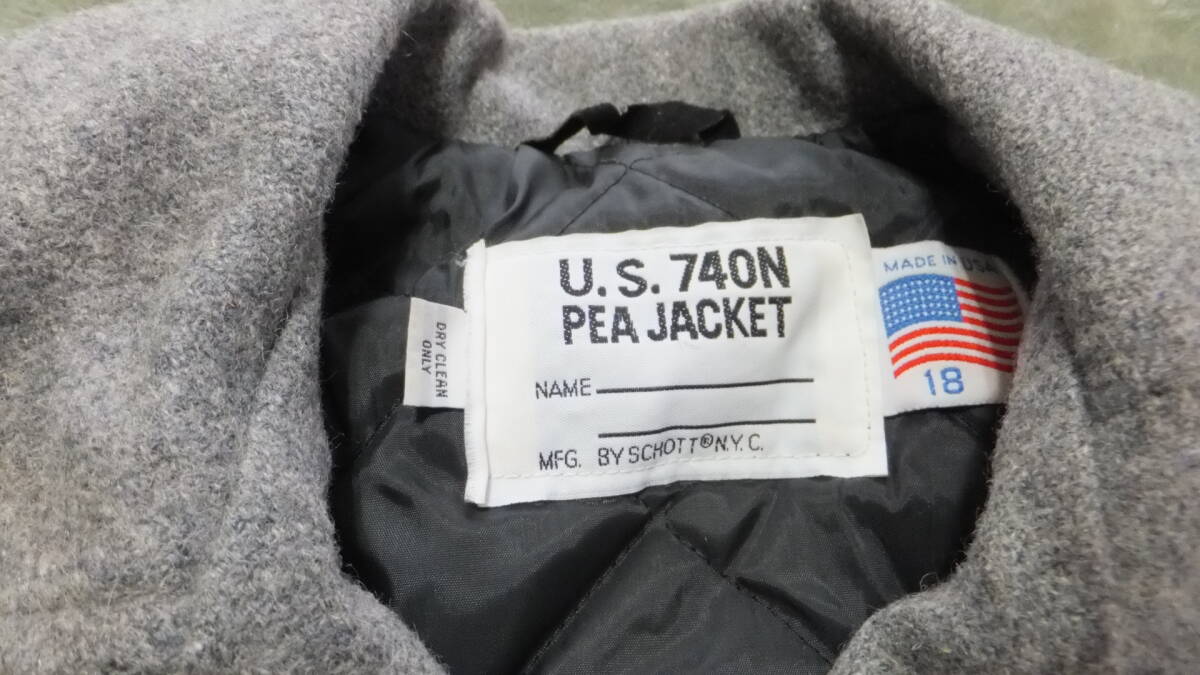 U.S. 740N
PEA JACKET
NAME
MFG. BY SCHOTT® N.Y.C.
DRY CLEAN
ONLY
MADE IN USA
18